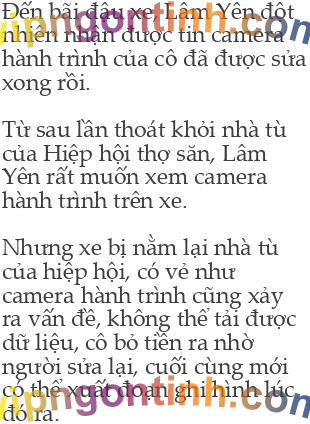 Đến bãi đậu xe, Lâm Yên đột
nhiên nhận được tin camera
hành trình của cô đã được sửa
xong rồi.
Từ sau lần thoát khỏi nhà tù
của Hiệp hội thợ săn, Lâm
Yên rất muốn xem camera
hành trình trên xe.
Nhưng xe bị nằm lại nhà tù
của hiệp hội, có vẻ như
camera hành trình cũng xảy
ra vấn đề, không thể tải được
dữ liệu, cô bỏ tiền ra nhờ
người sửa lại, cuối cùng mới
có thể xuất đoạn ghi hình lúc
đó ra.
vpngontinh.com
vpngontinh.com